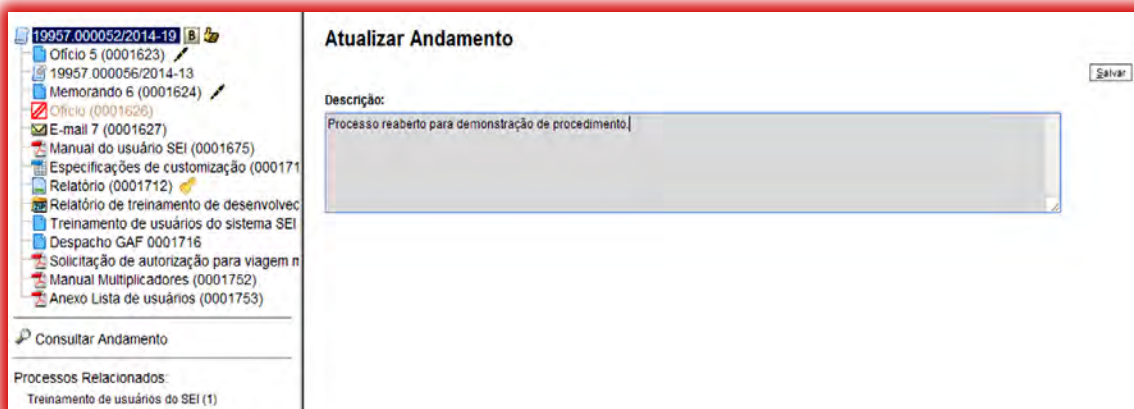 19957.000052/2014-19 B
Ofício 5 (0001623)
19957.000056/2014-13
Memorando 6 (0001624)
Ofício (0001626)
E-mail 7 (0001627)
Manual do usuário SEI (0001675)
Especificações de customização (000171
Relatório (0001712)
Relatório de treinamento de desenvolvec
Treinamento de usuários do sistema SEI
Despacho GAF 0001716
Solicitação de autorização para viagem n
Manual Multiplicadores (0001752)
Anexo Lista de usuários (0001753)
Consultar Andamento
Processos Relacionados:
Treinamento de usuários do SEI (1)
Atualizar Andamento
Salvar
Descrição:
Processo reaberto para demonstração de procedimento.